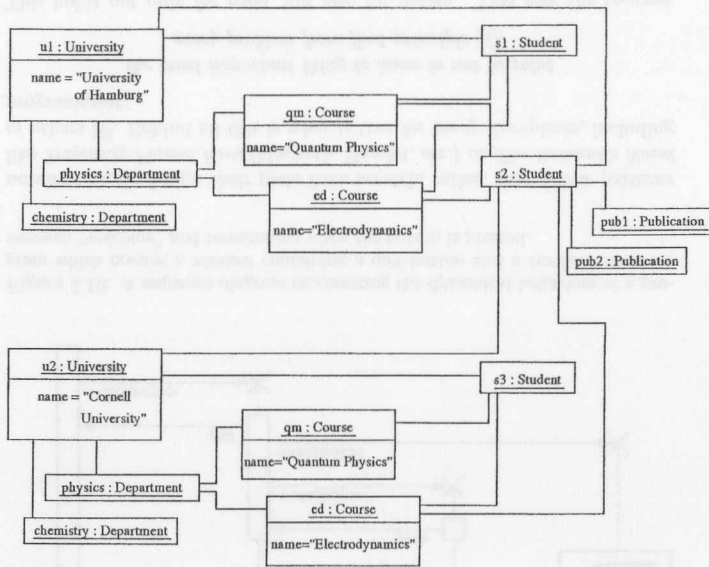 u1 : University
name = "University
of Hamburg"
physics : Department
chemistry : Department
qm : Course
name="Quantum Physics"
ed : Course
name="Electrodynamics"
s1 : Student
s2 : Student
pub1 : Publication
pub2 : Publication
u2 : University
name = "Cornell
University"
physics : Department
chemistry : Department
qm : Course
name="Quantum Physics"
ed : Course
name="Electrodynamics"
s3 : Student